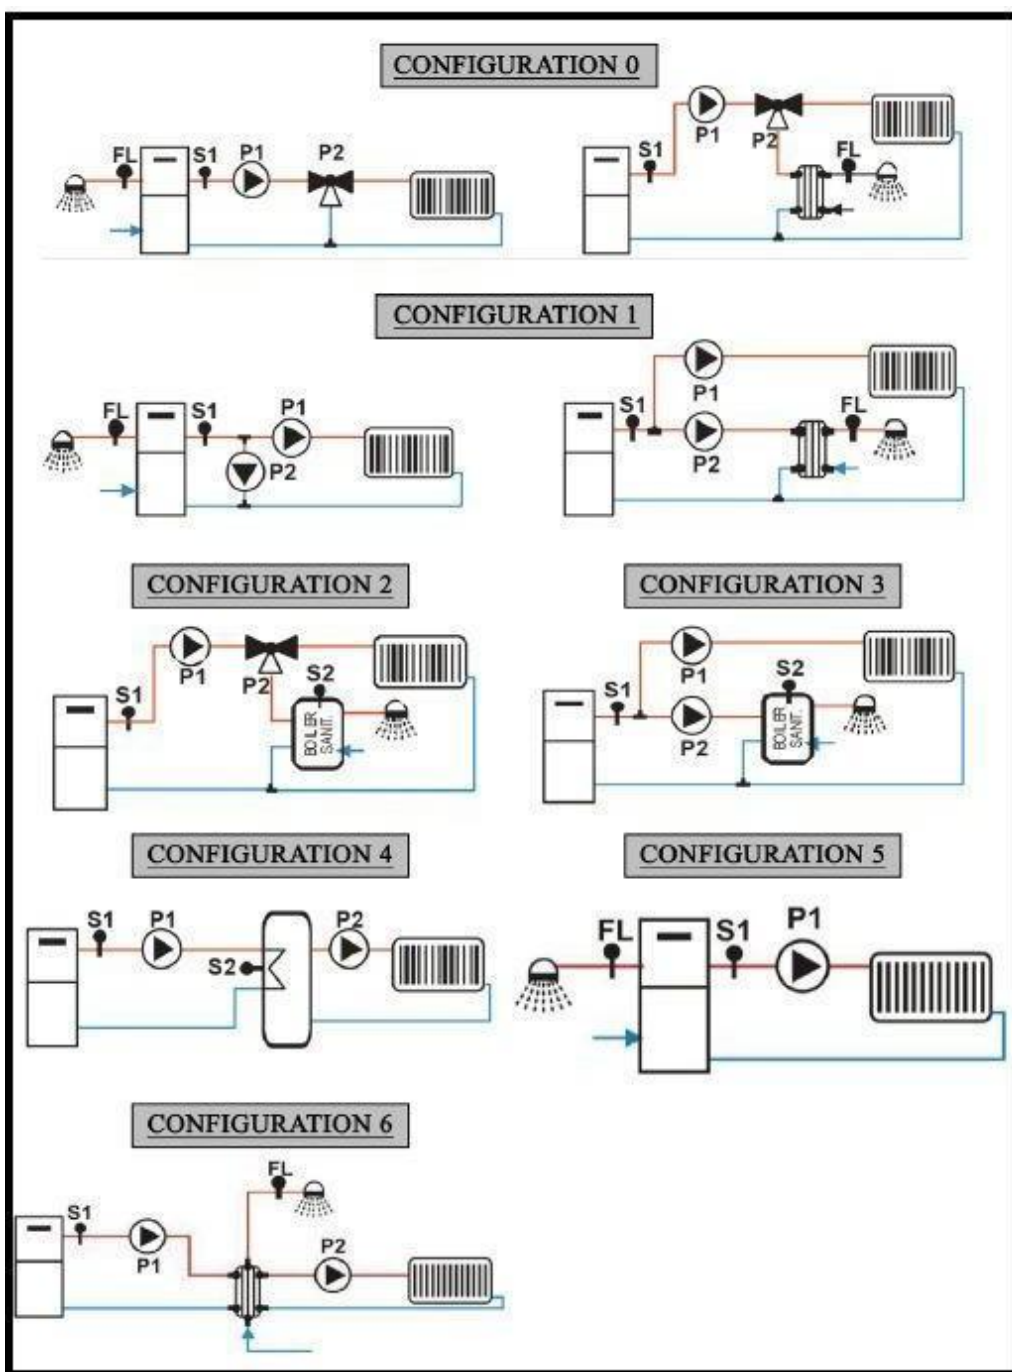 CONFIGURATION 0
FL S1 P1 P2
S1 P1 P2 FL
CONFIGURATION 1
FL S1 P1 P2
S1 P1 P2 FL
CONFIGURATION 2
S1 P1 P2 S2
BOILER
SANIT.
CONFIGURATION 3
S1 P1 P2 S2
BOILER
SANIT.
CONFIGURATION 4
S1 P1 S2 P2
CONFIGURATION 5
FL S1 P1
CONFIGURATION 6
S1 P1 FL P2